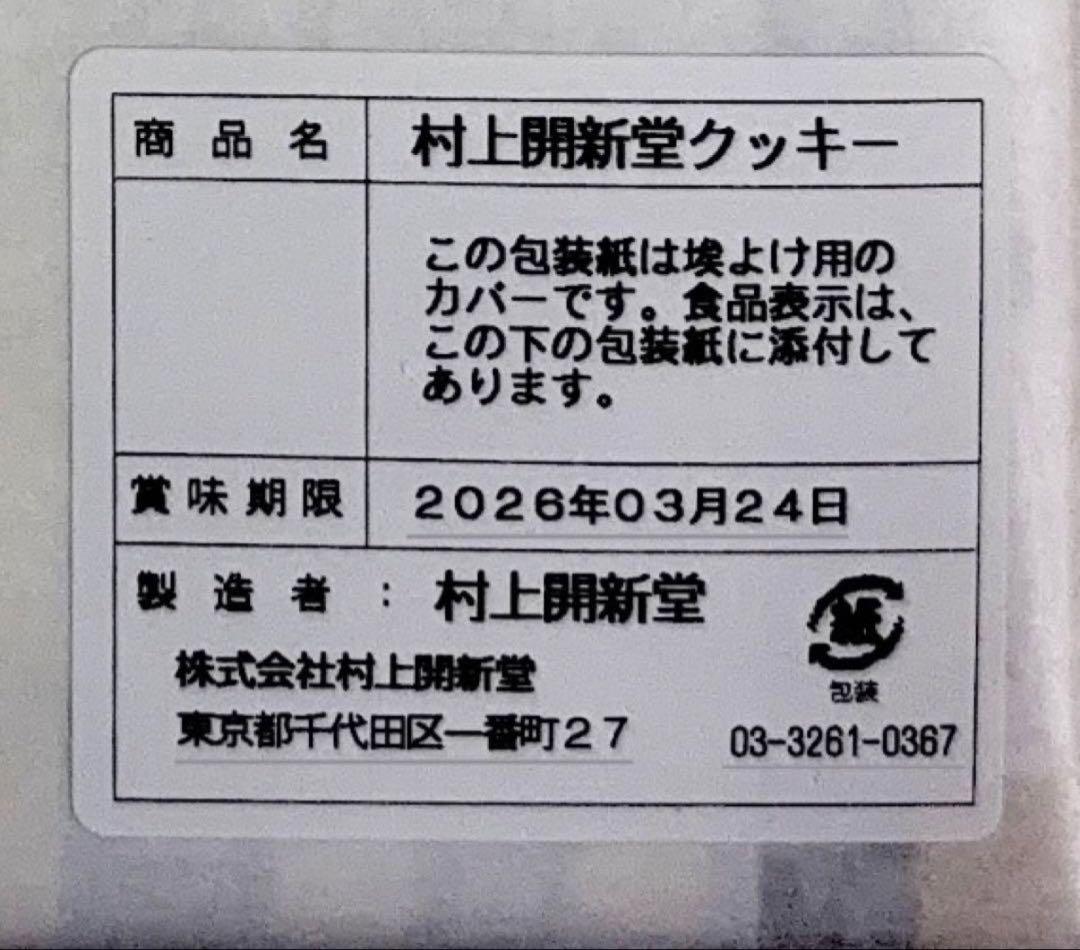 商品名 村上開新堂クッキー
この包装紙は埃よけ用の
カバーです。食品表示は、
この下の包装紙に添付して
あります。
賞味期限 2026年03月24日
製造者：村上開新堂
株式会社村上開新堂
紙
包装
東京都千代田区一番町27 03-3261-0367